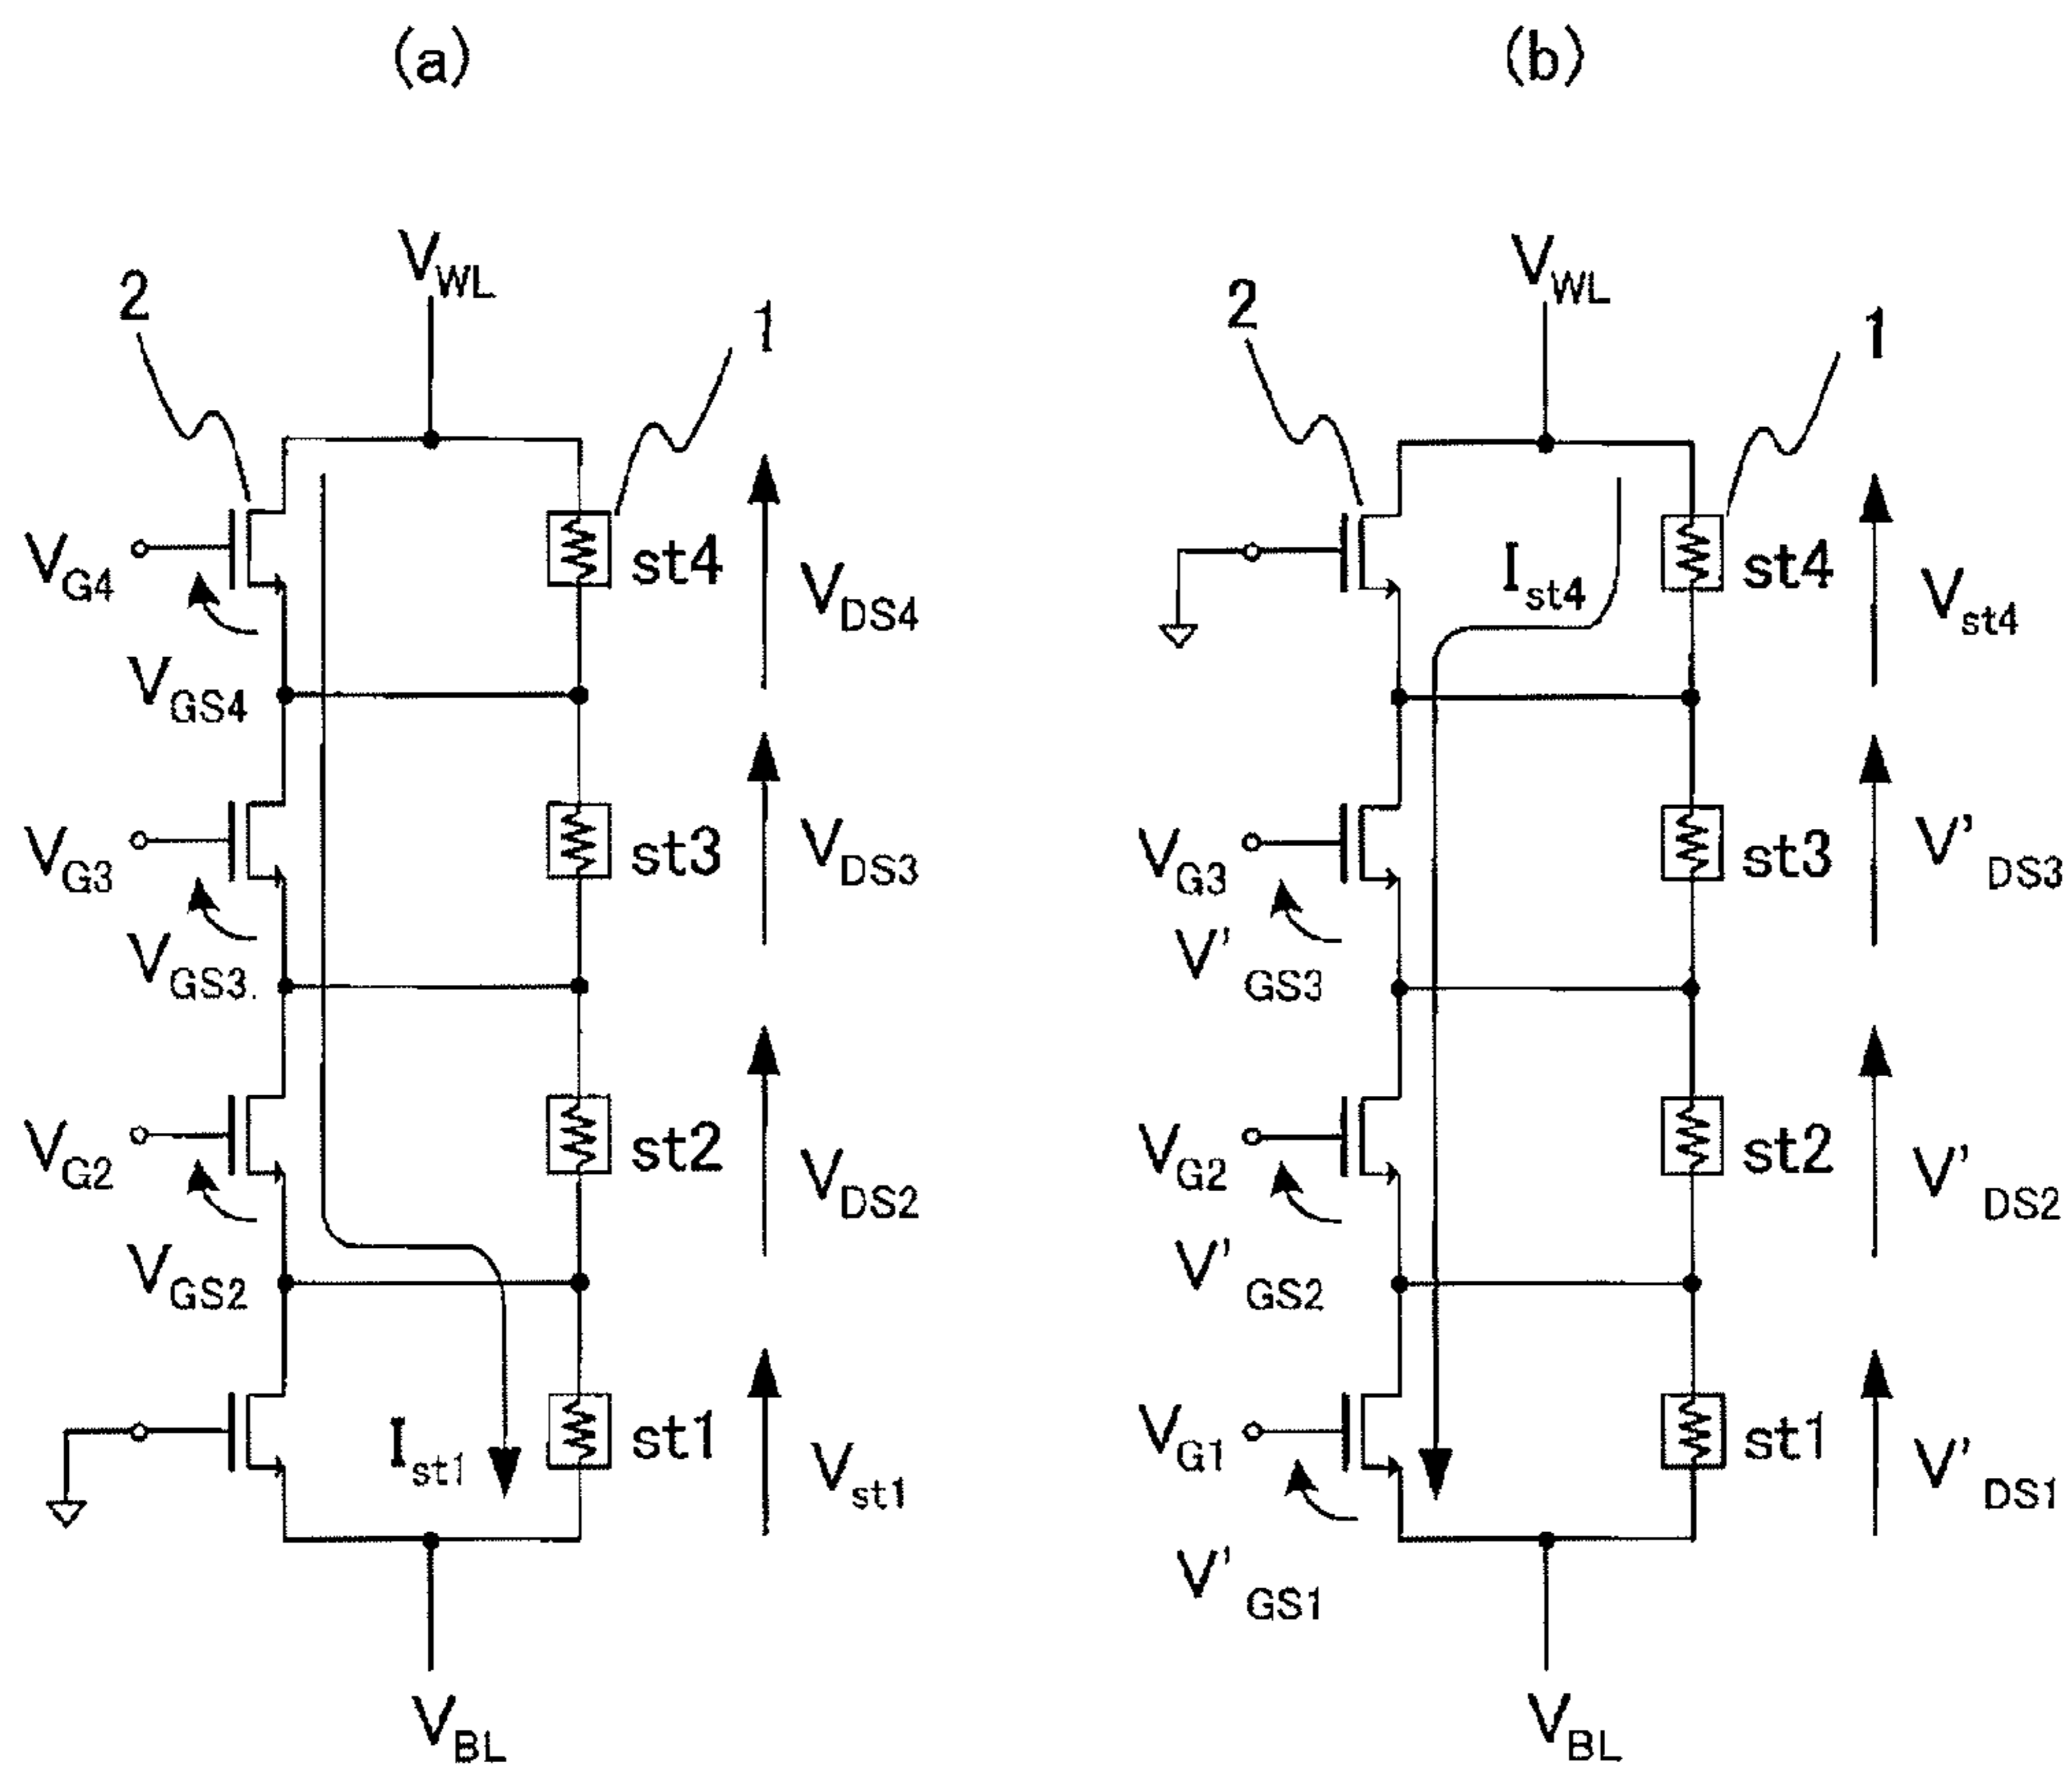 (a)
V_WL
2
1
V_G4
st4
V_DS4
V_GS4
V_G3
st3
V_DS3
V_GS3.
V_G2
st2
V_DS2
V_GS2
I_st1
st1
V_st1
V_BL
(b)
V_WL
2
1
I_st4
st4
V_st4
V_G3
st3
V'_DS3
V'_GS3
V_G2
st2
V'_DS2
V'_GS2
V_G1
st1
V'_DS1
V'_GS1
V_BL